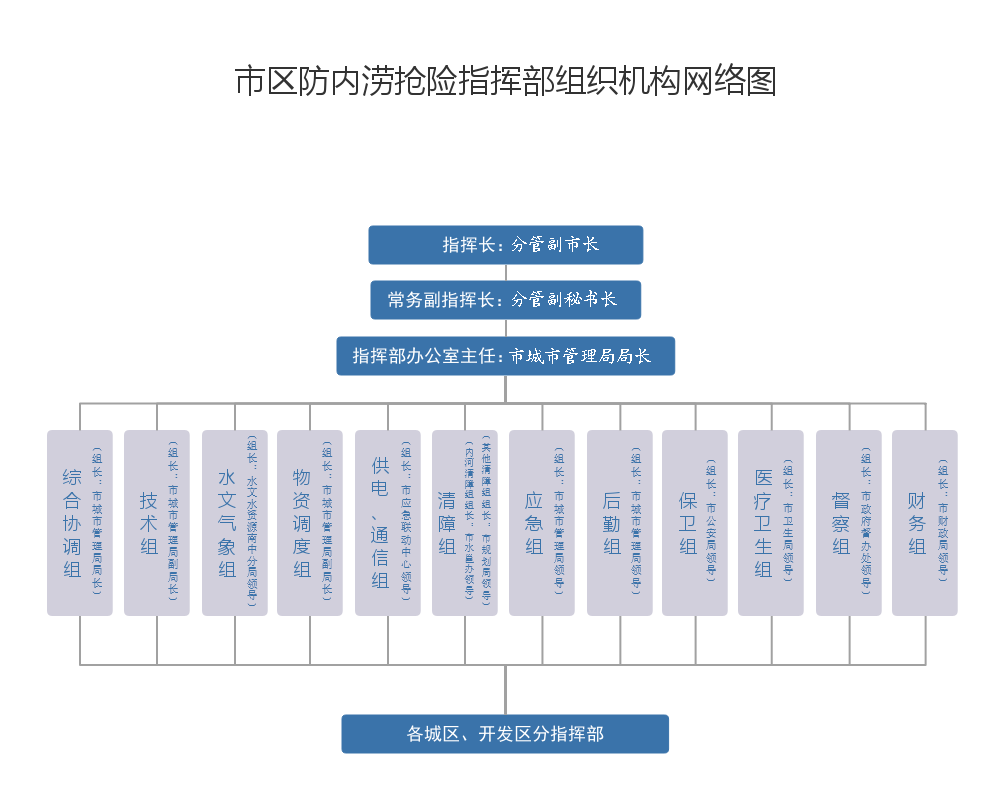 市区防内涝抢险指挥部组织机构网络图
指挥长：分管副市长
常务副指挥长：分管副秘书长
指挥部办公室主任：市城市管理局局长
综合协调组
（组长：市城市管理局局长）
技术组
（组长：市城市管理局副局长）
水文气象组
（组长：水文水资源南中分局领导）
物资调度组
（组长：市城市管理局副局长）
供电、通信组
（组长：市应急联动中心领导）
清障组
（内河清障组组长：市水邕办领导）
（其他清障组组长：市规划局领导）
应急组
（组长：市城市管理局领导）
后勤组
（组长：市城市管理局领导）
保卫组
（组长：市公安局领导）
医疗卫生组
（组长：市卫生局领导）
督察组
（组长：市政府督办处领导）
财务组
（组长：市财政局领导）
各城区、开发区分指挥部